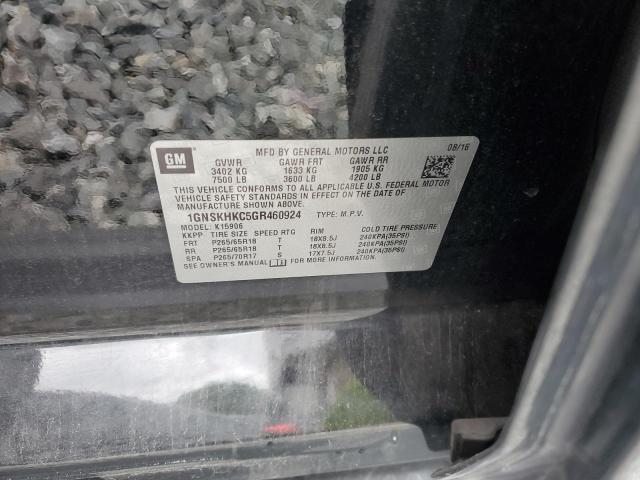 GM
MFD BY GENERAL MOTORS LLC 08/16
GVWR GAWR FRT GAWR RR
3402 KG 1633 KG 1905 KG
7500 LB 3600 LB 4200 LB
THIS VEHICLE CONFORMS TO ALL APPLICABLE U.S. FEDERAL MOTOR
VEHICLE SAFETY STANDARDS IN EFFECT ON THE DATE OF
MANUFACTURE SHOWN ABOVE.
1GNSKHKC5GR460924 TYPE: M.P.V.
MODEL: K15906
KKPP TIRE SIZE SPEED RTG RIM COLD TIRE PRESSURE
FRT P265/65R18 T 18X8.5J 240KPA(35PSI)
RR P265/65R18 T 18X8.5J 240KPA(35PSI)
SPA P265/70R17 S 17X7.5J 240KPA(35PSI)
SEE OWNER'S MANUAL FOR MORE INFORMATION.